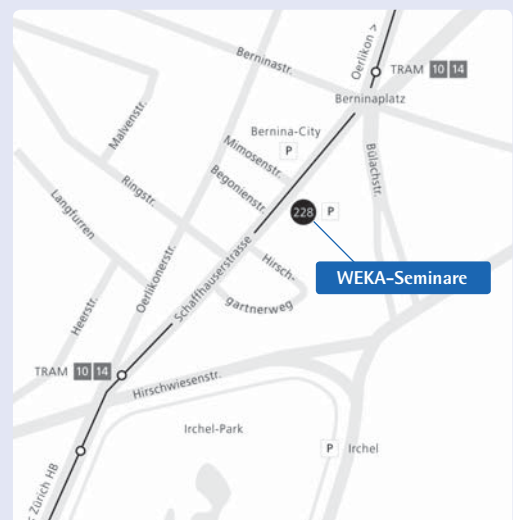 Oerlikon >
TRAM 10 14
Berninastr.
Berninaplatz
Malvenstr.
Bernina-City
P
Mimosenstr.
Bülachstr.
Begonienstr.
Ringstr.
228 P
Langfurren
WEKA-Seminare
Hirsch-
gartnerweg
Oerlikonerstr.
Schaffhauserstrasse
Heerstr.
TRAM 10 14
Hirschwiesenstr.
Irchel-Park
P Irchel
< Zürich HB